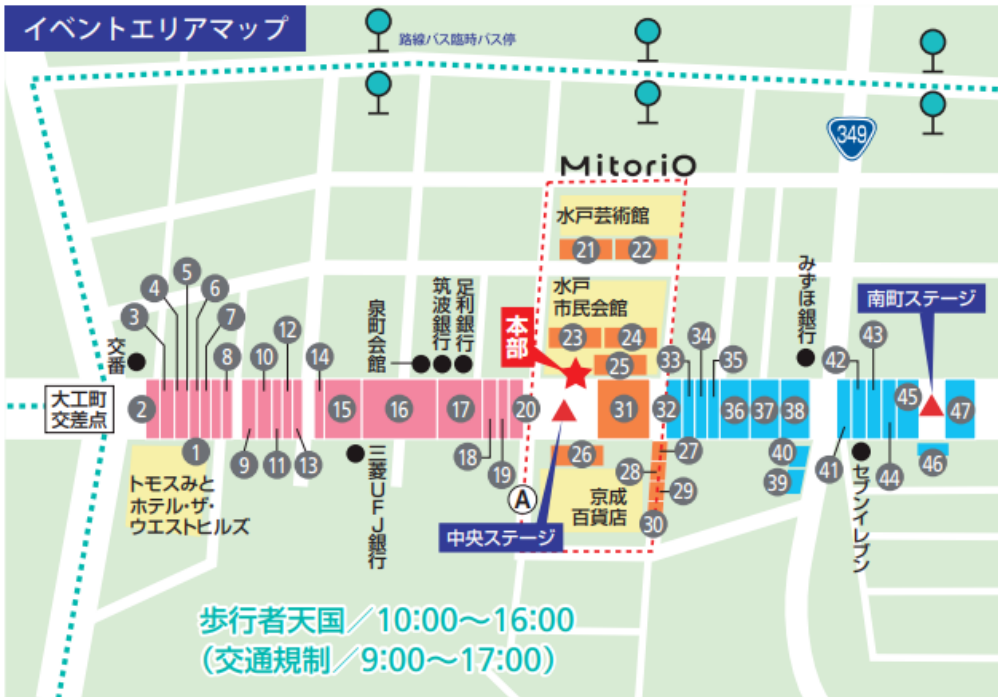 イベントエリアマップ
路線バス臨時バス停
349
MitoriO
水戸芸術館
21
22
水戸
市民会館
23
24
25
本部
みずほ銀行
南町ステージ
足利銀行
筑波銀行
泉町会館
交番
大工町
交差点
3
4
5
6
7
8
10
12
14
2
1
9
11
13
15
16
17
18
19
20
31
32
33
34
35
36
37
38
42
43
45
47
26
27
28
29
30
40
39
41
44
46
トモスみと
ホテル・ザ・
ウエストヒルズ
三菱UFJ銀行
A
京成
百貨店
中央ステージ
セブンイレブン
歩行者天国／10:00〜16:00
(交通規制／9:00〜17:00)